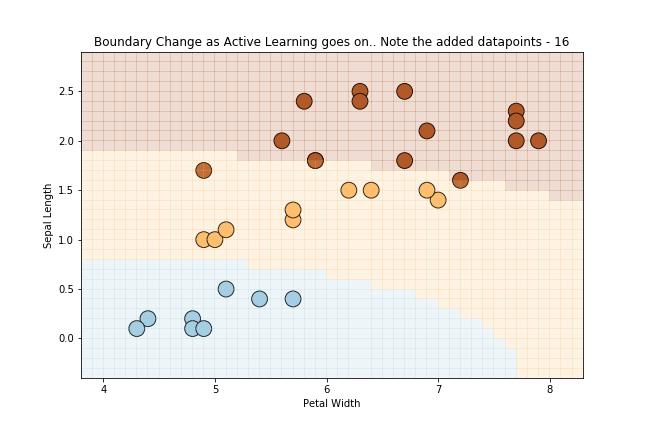 Boundary Change as Active Learning goes on.. Note the added datapoints - 16
Sepal Length
2.5
2.0
1.5
1.0
0.5
0.0
4 5 6 7 8
Petal Width